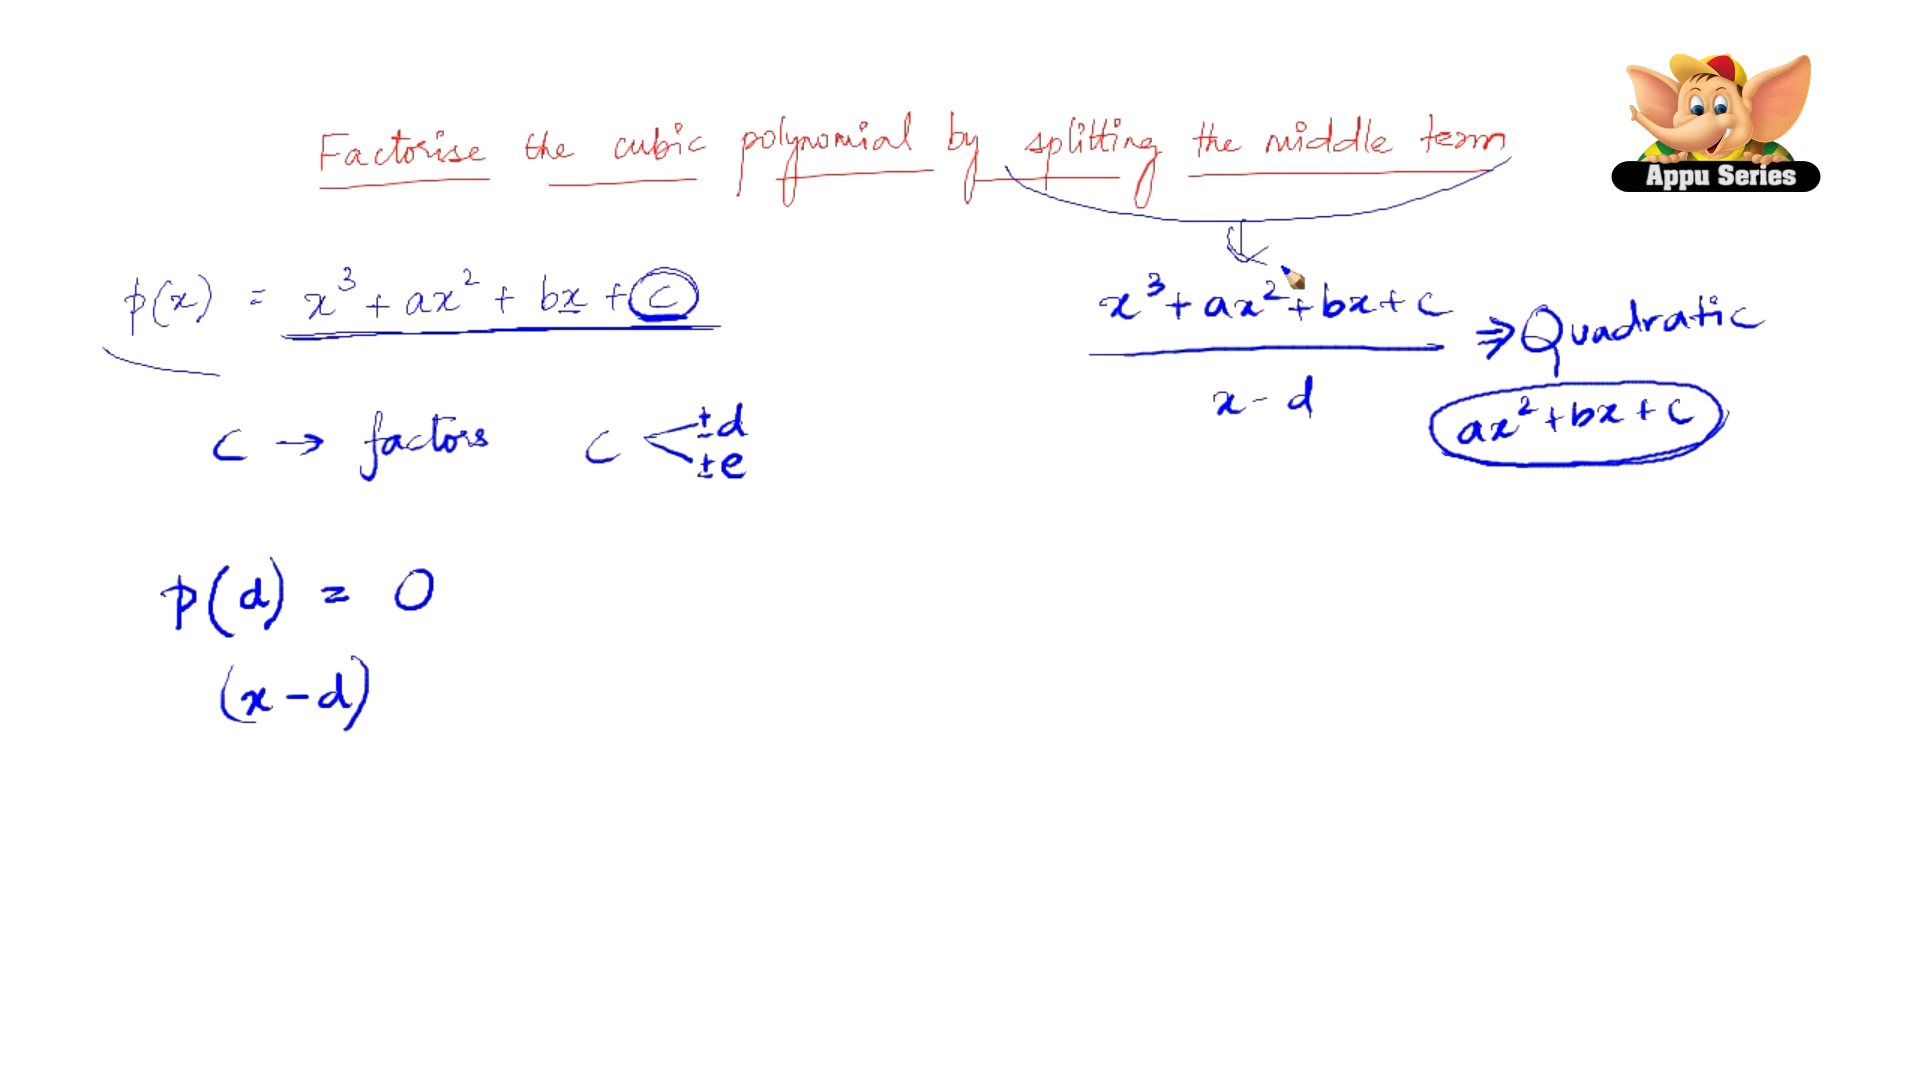 Factorise the cubic polynomial by splitting the middle term
Appu Series
p(x) = x³ + ax² + bx + c
c → factors c ±d
±e
p(d) = 0
(x - d)
x³ + ax² + bx + c
x - d
⇒ Quadratic
ax² + bx + c